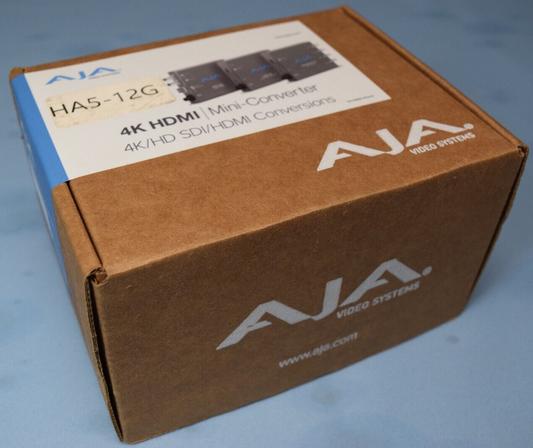 AJA
HA5-12G
4K HDMI | Mini-Converter
4K/HD SDI/HDMI Conversions
AJA
VIDEO SYSTEMS
AJA
VIDEO SYSTEMS
www.aja.com